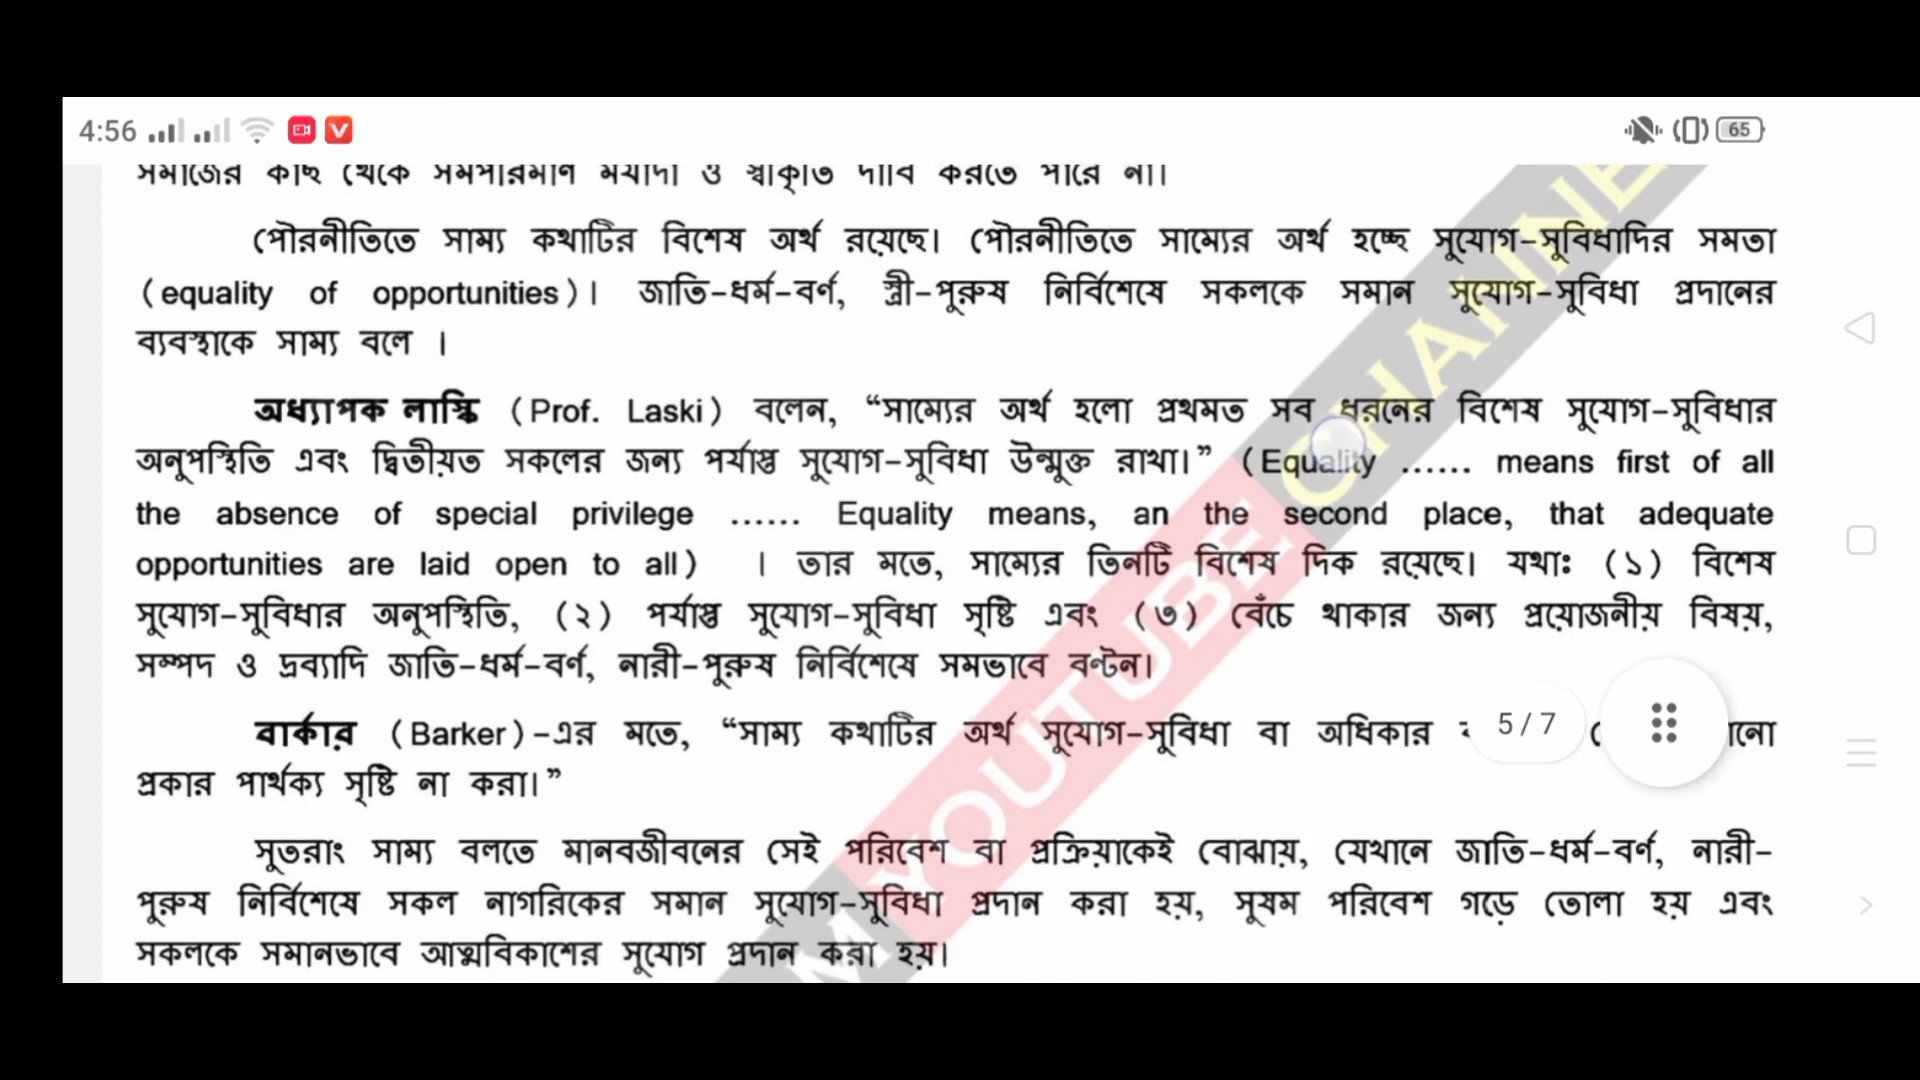 4:56
65
সমাজের কাছ থেকে সমপরিমাণ মর্যাদা ও স্বীকৃতি দাবি করতে পারে না।
পৌরনীতিতে সাম্য কথাটির বিশেষ অর্থ রয়েছে। পৌরনীতিতে সাম্যের অর্থ হচ্ছে সুযোগ-সুবিধাদির সমতা
(equality of opportunities)। জাতি-ধর্ম-বর্ণ, স্ত্রী-পুরুষ নির্বিশেষে সকলকে সমান সুযোগ-সুবিধা প্রদানের
ব্যবস্থাকে সাম্য বলে ।
অধ্যাপক লাস্কি (Prof. Laski) বলেন, “সাম্যের অর্থ হলো প্রথমত সব ধরনের বিশেষ সুযোগ-সুবিধার
অনুপস্থিতি এবং দ্বিতীয়ত সকলের জন্য পর্যাপ্ত সুযোগ-সুবিধা উন্মুক্ত রাখা।” (Equality ...... means first of all
the absence of special privilege ...... Equality means, an the second place, that adequate
opportunities are laid open to all) । তার মতে, সাম্যের তিনটি বিশেষ দিক রয়েছে। যথাঃ (১) বিশেষ
সুযোগ-সুবিধার অনুপস্থিতি, (২) পর্যাপ্ত সুযোগ-সুবিধা সৃষ্টি এবং (৩) বেঁচে থাকার জন্য প্রয়োজনীয় বিষয়,
সম্পদ ও দ্রব্যাদি জাতি-ধর্ম-বর্ণ, নারী-পুরুষ নির্বিশেষে সমভাবে বণ্টন।
বার্কার (Barker)-এর মতে, “সাম্য কথাটির অর্থ সুযোগ-সুবিধা বা অধিকার
5/7
প্রকার পার্থক্য সৃষ্টি না করা।”
সুতরাং সাম্য বলতে মানবজীবনের সেই পরিবেশ বা প্রক্রিয়াকেই বোঝায়, যেখানে জাতি-ধর্ম-বর্ণ, নারী-
পুরুষ নির্বিশেষে সকল নাগরিকের সমান সুযোগ-সুবিধা প্রদান করা হয়, সুষম পরিবেশ গড়ে তোলা হয় এবং
সকলকে সমানভাবে আত্মবিকাশের সুযোগ প্রদান করা হয়।
YOUTUBE CHANNE